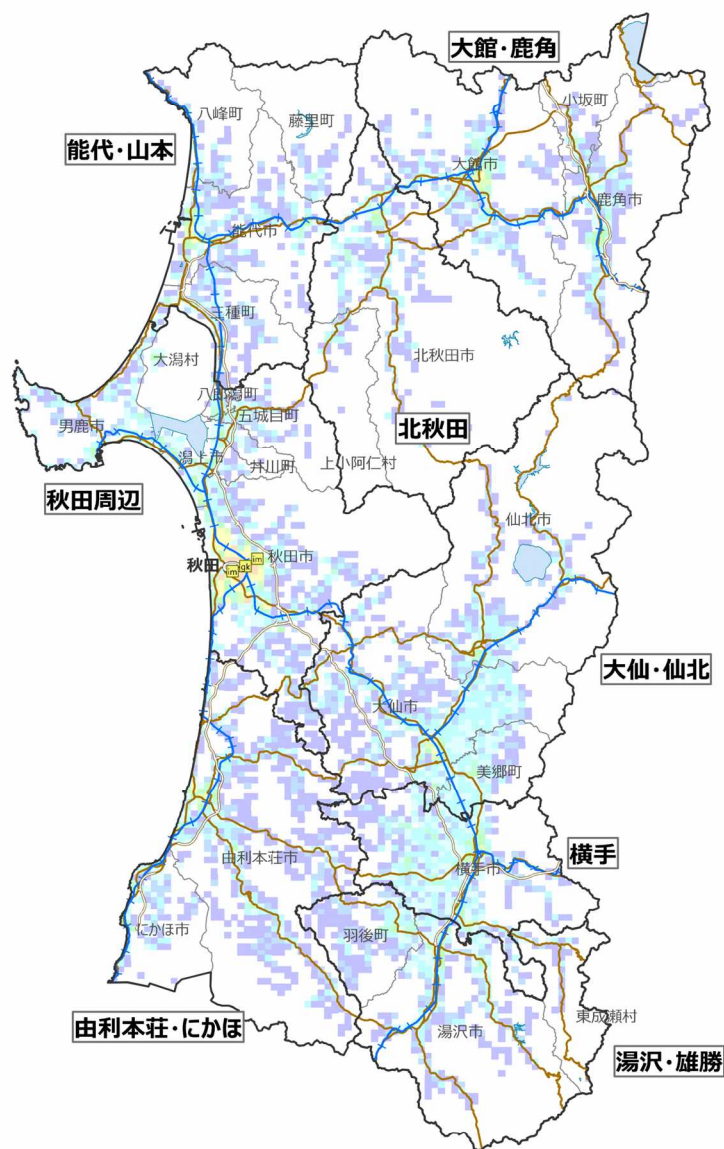 大館・鹿角
小坂町
八峰町
藤里町
能代・山本
大館市
鹿角市
能代市
三種町
大潟村
北秋田市
八郎潟町
男鹿市
五城目町
北秋田
潟上市
井川町
上小阿仁村
秋田周辺
仙北市
秋田市
秋田
im
gk
im
大仙・仙北
大仙市
美郷町
横手
横手市
由利本荘市
にかほ市
羽後町
東成瀬村
由利本荘・にかほ
湯沢市
湯沢・雄勝